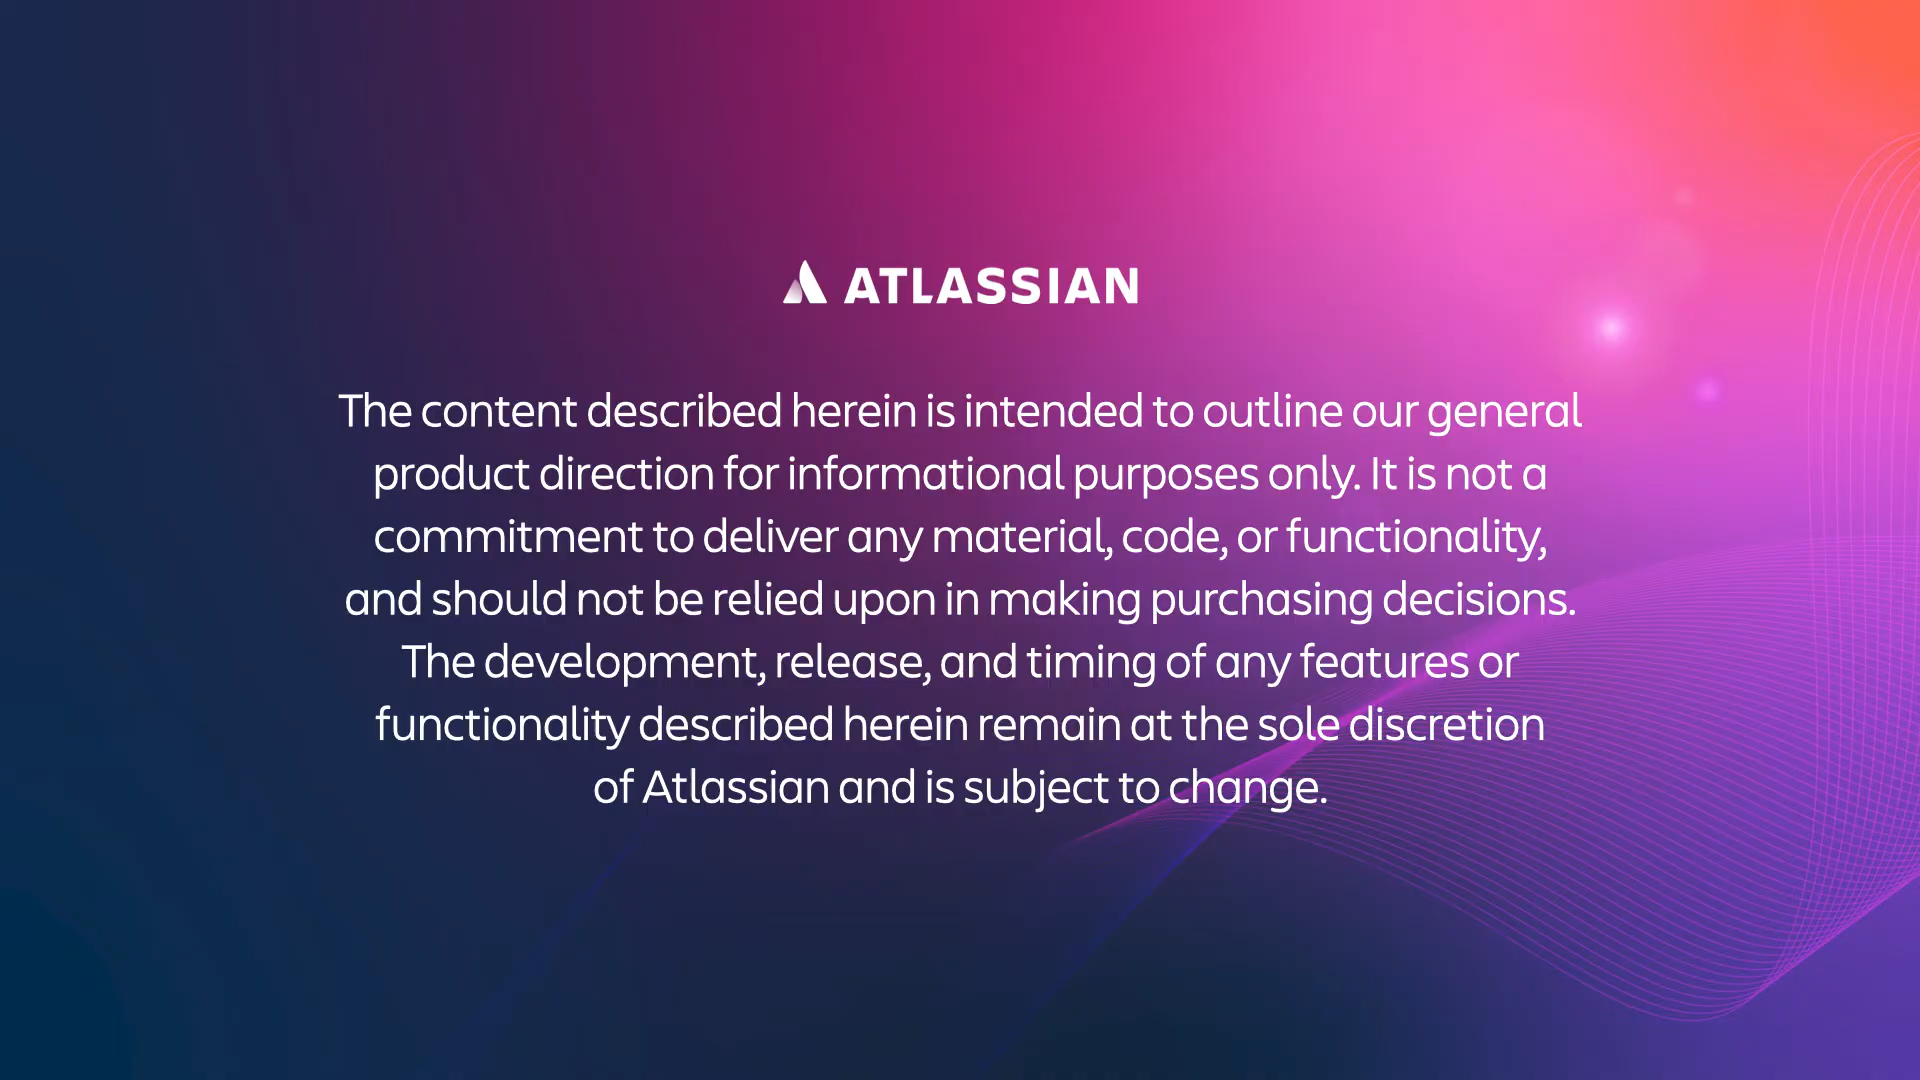 ATLASSIAN
The content described herein is intended to outline our general
product direction for informational purposes only. It is not a
commitment to deliver any material, code, or functionality,
and should not be relied upon in making purchasing decisions.
The development, release, and timing of any features or
functionality described herein remain at the sole discretion
of Atlassian and is subject to change.